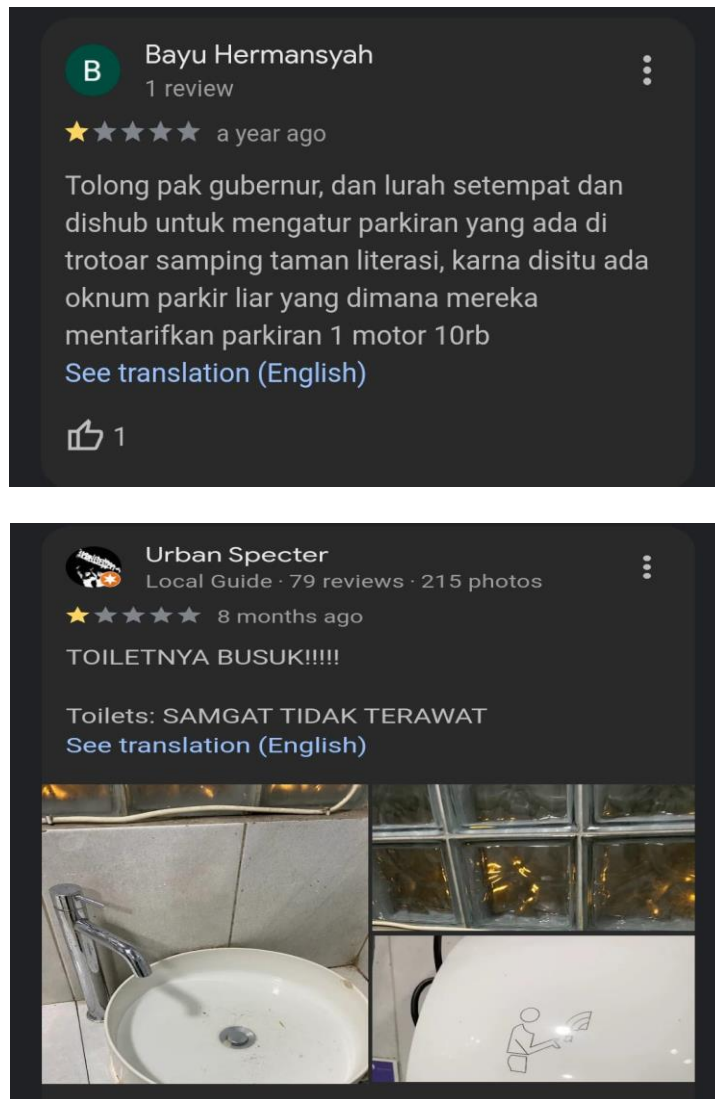 B
Bayu Hermansyah
1 review
a year ago
Tolong pak gubernur, dan lurah setempat dan
dishub untuk mengatur parkiran yang ada di
trotoar samping taman literasi, karna disitu ada
oknum parkir liar yang dimana mereka
mentarifkan parkiran 1 motor 10rb
See translation (English)
1
Urban Specter
Local Guide · 79 reviews · 215 photos
8 months ago
TOILETNYA BUSUK!!!!!
Toilets: SAMGAT TIDAK TERAWAT
See translation (English)